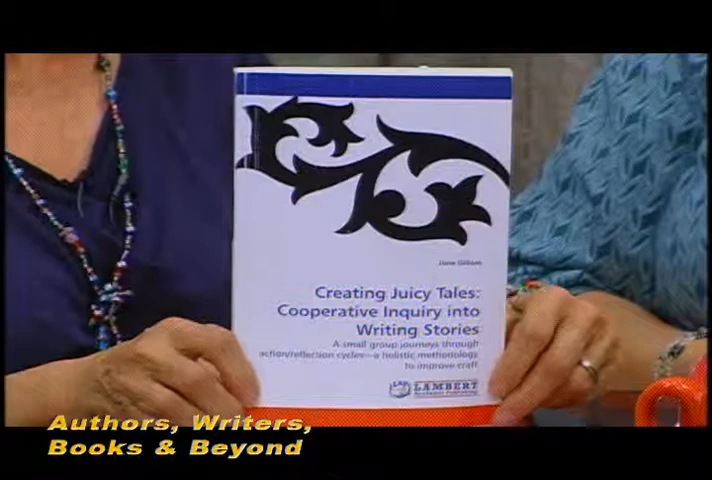 Jane Gilliam
Creating Juicy Tales:
Cooperative Inquiry into
Writing Stories
A small group journeys through
action/reflection cycles—a holistic methodology
to improve craft
LAP LAMBERT
Academic Publishing
Authors, Writers,
Books & Beyond